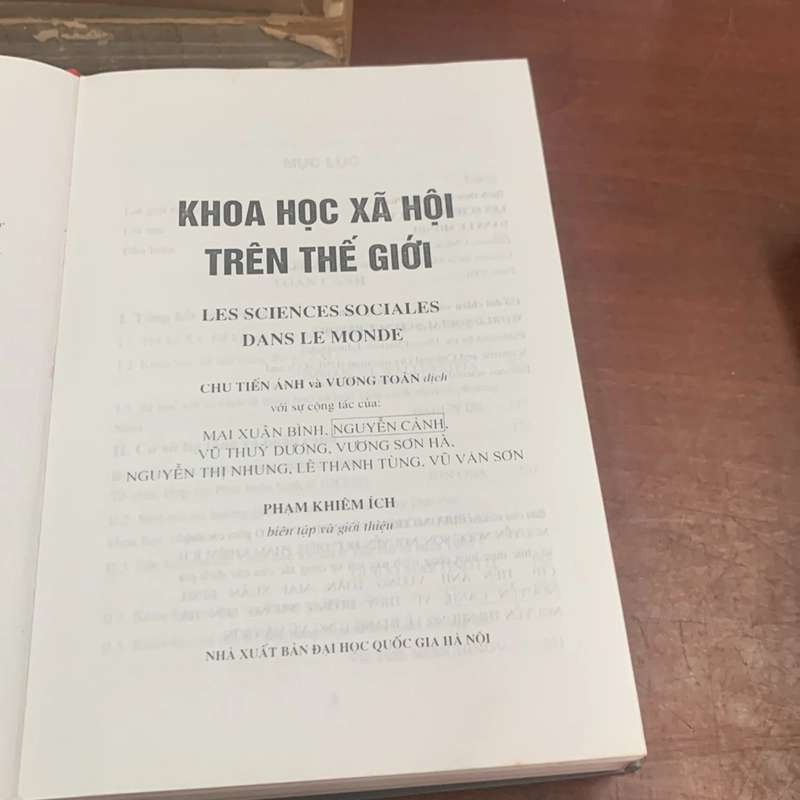 KHOA HỌC XÃ HỘI
TRÊN THẾ GIỚI
LES SCIENCES SOCIALES
DANS LE MONDE
CHU TIẾN ÁNH và VƯƠNG TOÀN dịch
với sự cộng tác của:
MAI XUÂN BÌNH, NGUYỄN CẢNH,
VŨ THUỲ DƯƠNG, VƯƠNG SƠN HÀ,
NGUYỄN THỊ NHUNG, LÊ THANH TÙNG, VŨ VĂN SƠN
PHẠM KHIÊM ÍCH
biên tập và giới thiệu
NHÀ XUẤT BẢN ĐẠI HỌC QUỐC GIA HÀ NỘI